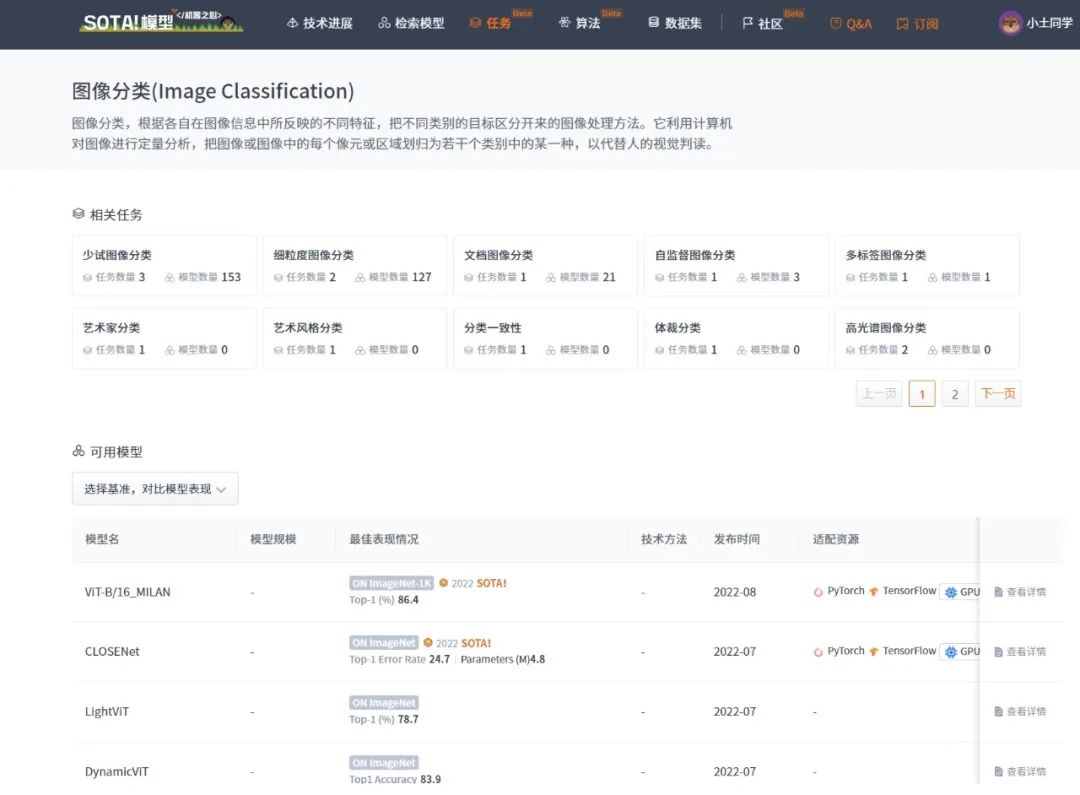 SOTA!模型 </机器之心>
技术进展 检索模型 任务 Beta 算法 Beta 数据集 社区 Beta Q&A 订阅 小土同学
图像分类(Image Classification)
图像分类，根据各自在图像信息中所反映的不同特征，把不同类别的目标区分开来的图像处理方法。它利用计算机
对图像进行定量分析，把图像或图像中的每个像元或区域划归为若干个类别中的某一种，以代替人的视觉判读。
相关任务
少试图像分类 细粒度图像分类 文档图像分类 自监督图像分类 多标签图像分类
任务数量 3 模型数量 153 任务数量 2 模型数量 127 任务数量 1 模型数量 21 任务数量 1 模型数量 3 任务数量 1 模型数量 1
艺术家分类 艺术风格分类 分类一致性 体裁分类 高光谱图像分类
任务数量 1 模型数量 0 任务数量 1 模型数量 0 任务数量 1 模型数量 0 任务数量 1 模型数量 0 任务数量 2 模型数量 0
上一页 1 2 下一页
可用模型
选择基准，对比模型表现
模型名 模型规模 最佳表现情况 技术方法 发布时间 适配资源
ViT-B/16_MILAN - ON ImageNet-1K 2022 SOTA! - 2022-08 PyTorch TensorFlow GPU 查看详情
Top-1 (%) 86.4
CLOSENet - ON ImageNet 2022 SOTA! - 2022-07 PyTorch TensorFlow GPU 查看详情
Top-1 Error Rate 24.7 | Parameters (M)4.8
LightViT - ON ImageNet - 2022-07 - 查看详情
Top-1 (%) 78.7
DynamicViT - ON ImageNet - 2022-07 - 查看详情
Top1 Accuracy 83.9